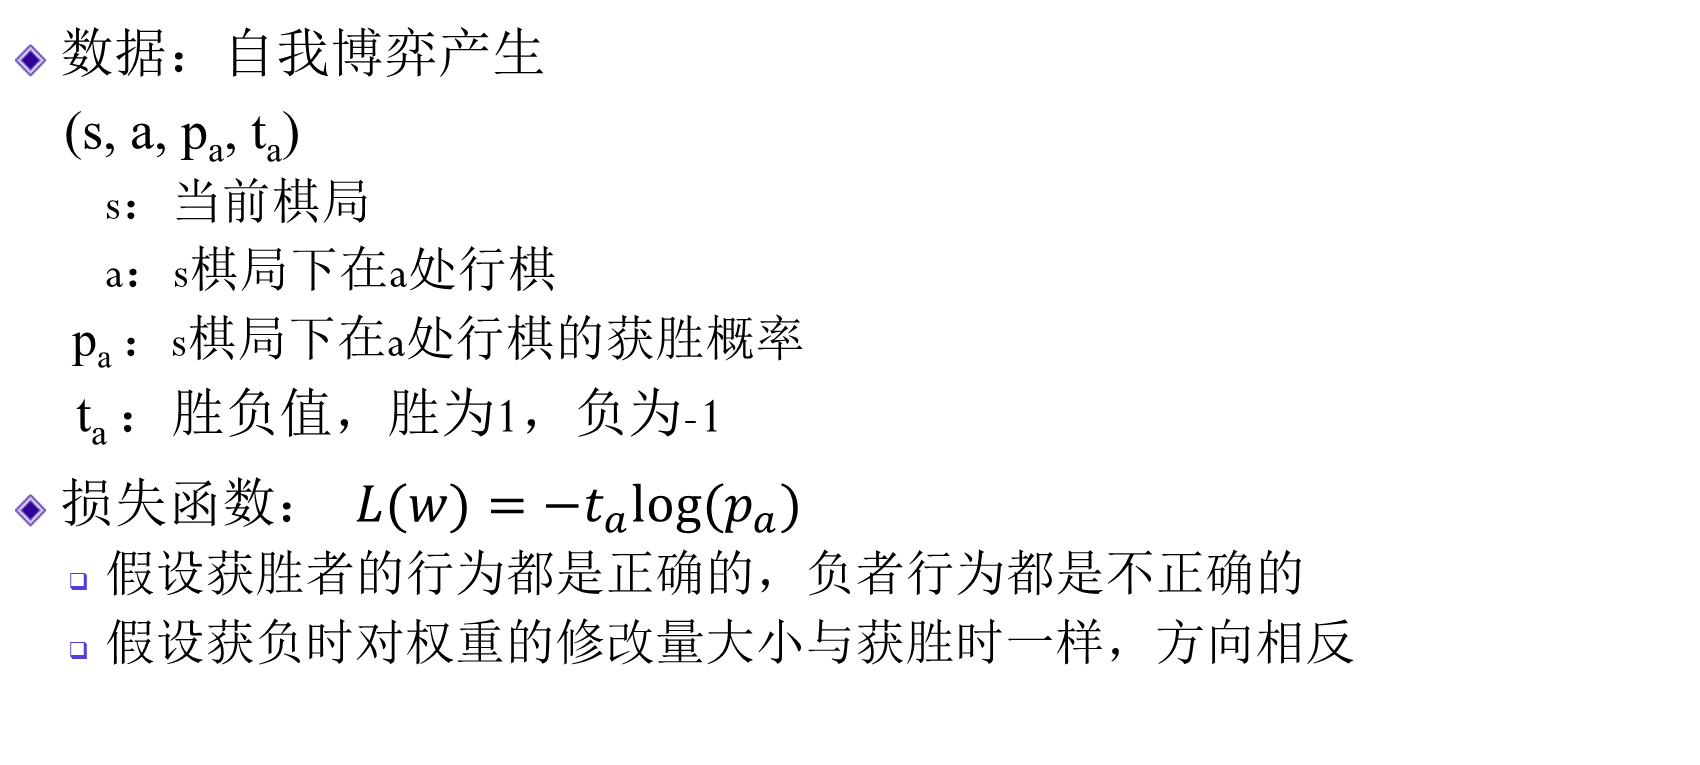 数据：自我博弈产生
(s, a, pₐ, tₐ)
s：当前棋局
a：s棋局下在a处行棋
pₐ：s棋局下在a处行棋的获胜概率
tₐ：胜负值，胜为1，负为-1
损失函数： L(w) = −tₐlog(pₐ)
假设获胜者的行为都是正确的，负者行为都是不正确的
假设获负时对权重的修改量大小与获胜时一样，方向相反